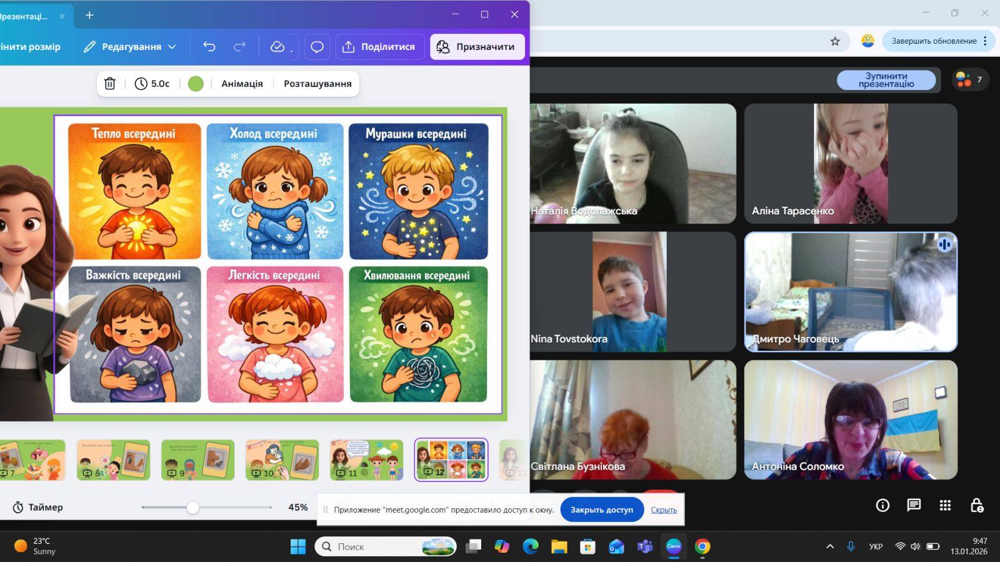 Презентаці...
інити розмір
Редагування
Поділитися
Призначити
5.0с
Анімація
Розташування
Тепло всередині
Холод всередині
Мурашки всередині
Важкість всередині
Легкість всередині
Хвилювання всередині
7
8
9
10
11
12
13
Таймер
45%
Завершить обновление
Зупинити
презентацію
7
Наталія Водолажська
Аліна Тарасенко
Nina Tovstokora
Дмитро Чаговець
Світлана Бузнікова
Антоніна Соломко
Приложение "meet.google.com" предоставило доступ к окну.
Закрыть доступ
Скрыть
23°C
Sunny
Поиск
Canva
УКР
9:47
13.01.2026